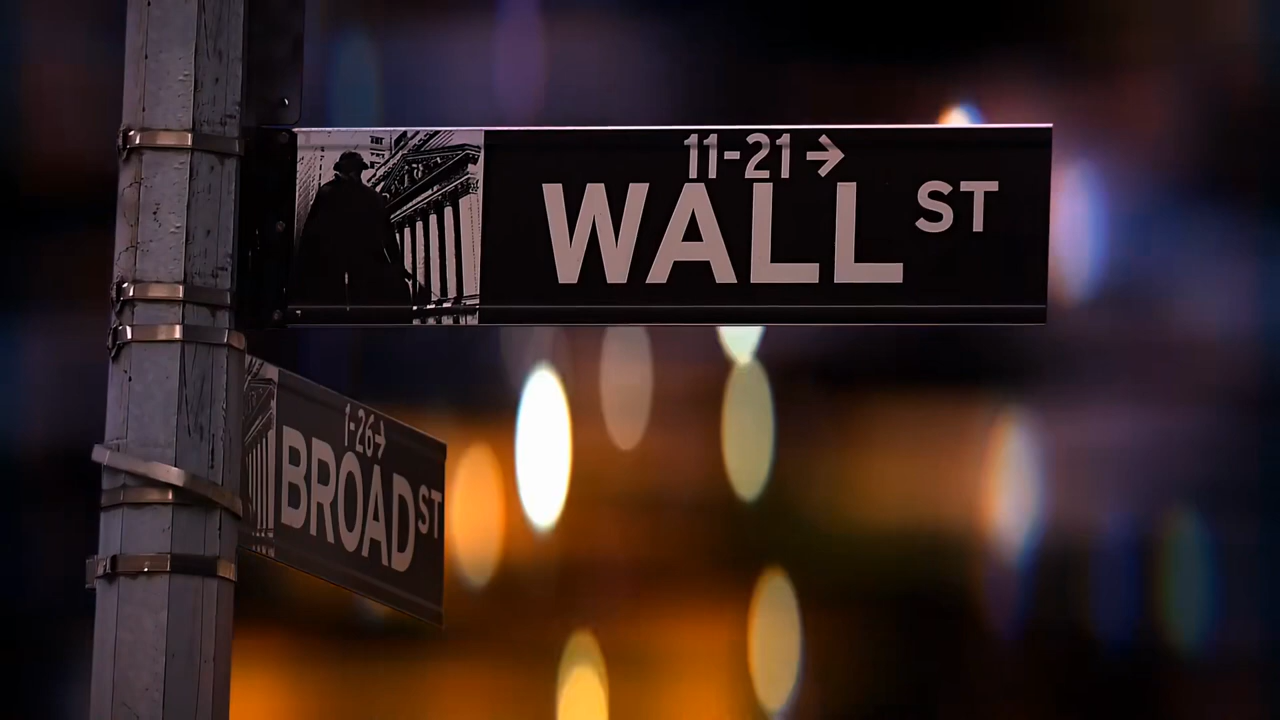 11-21 →
WALL ST
1-26 →
BROAD ST